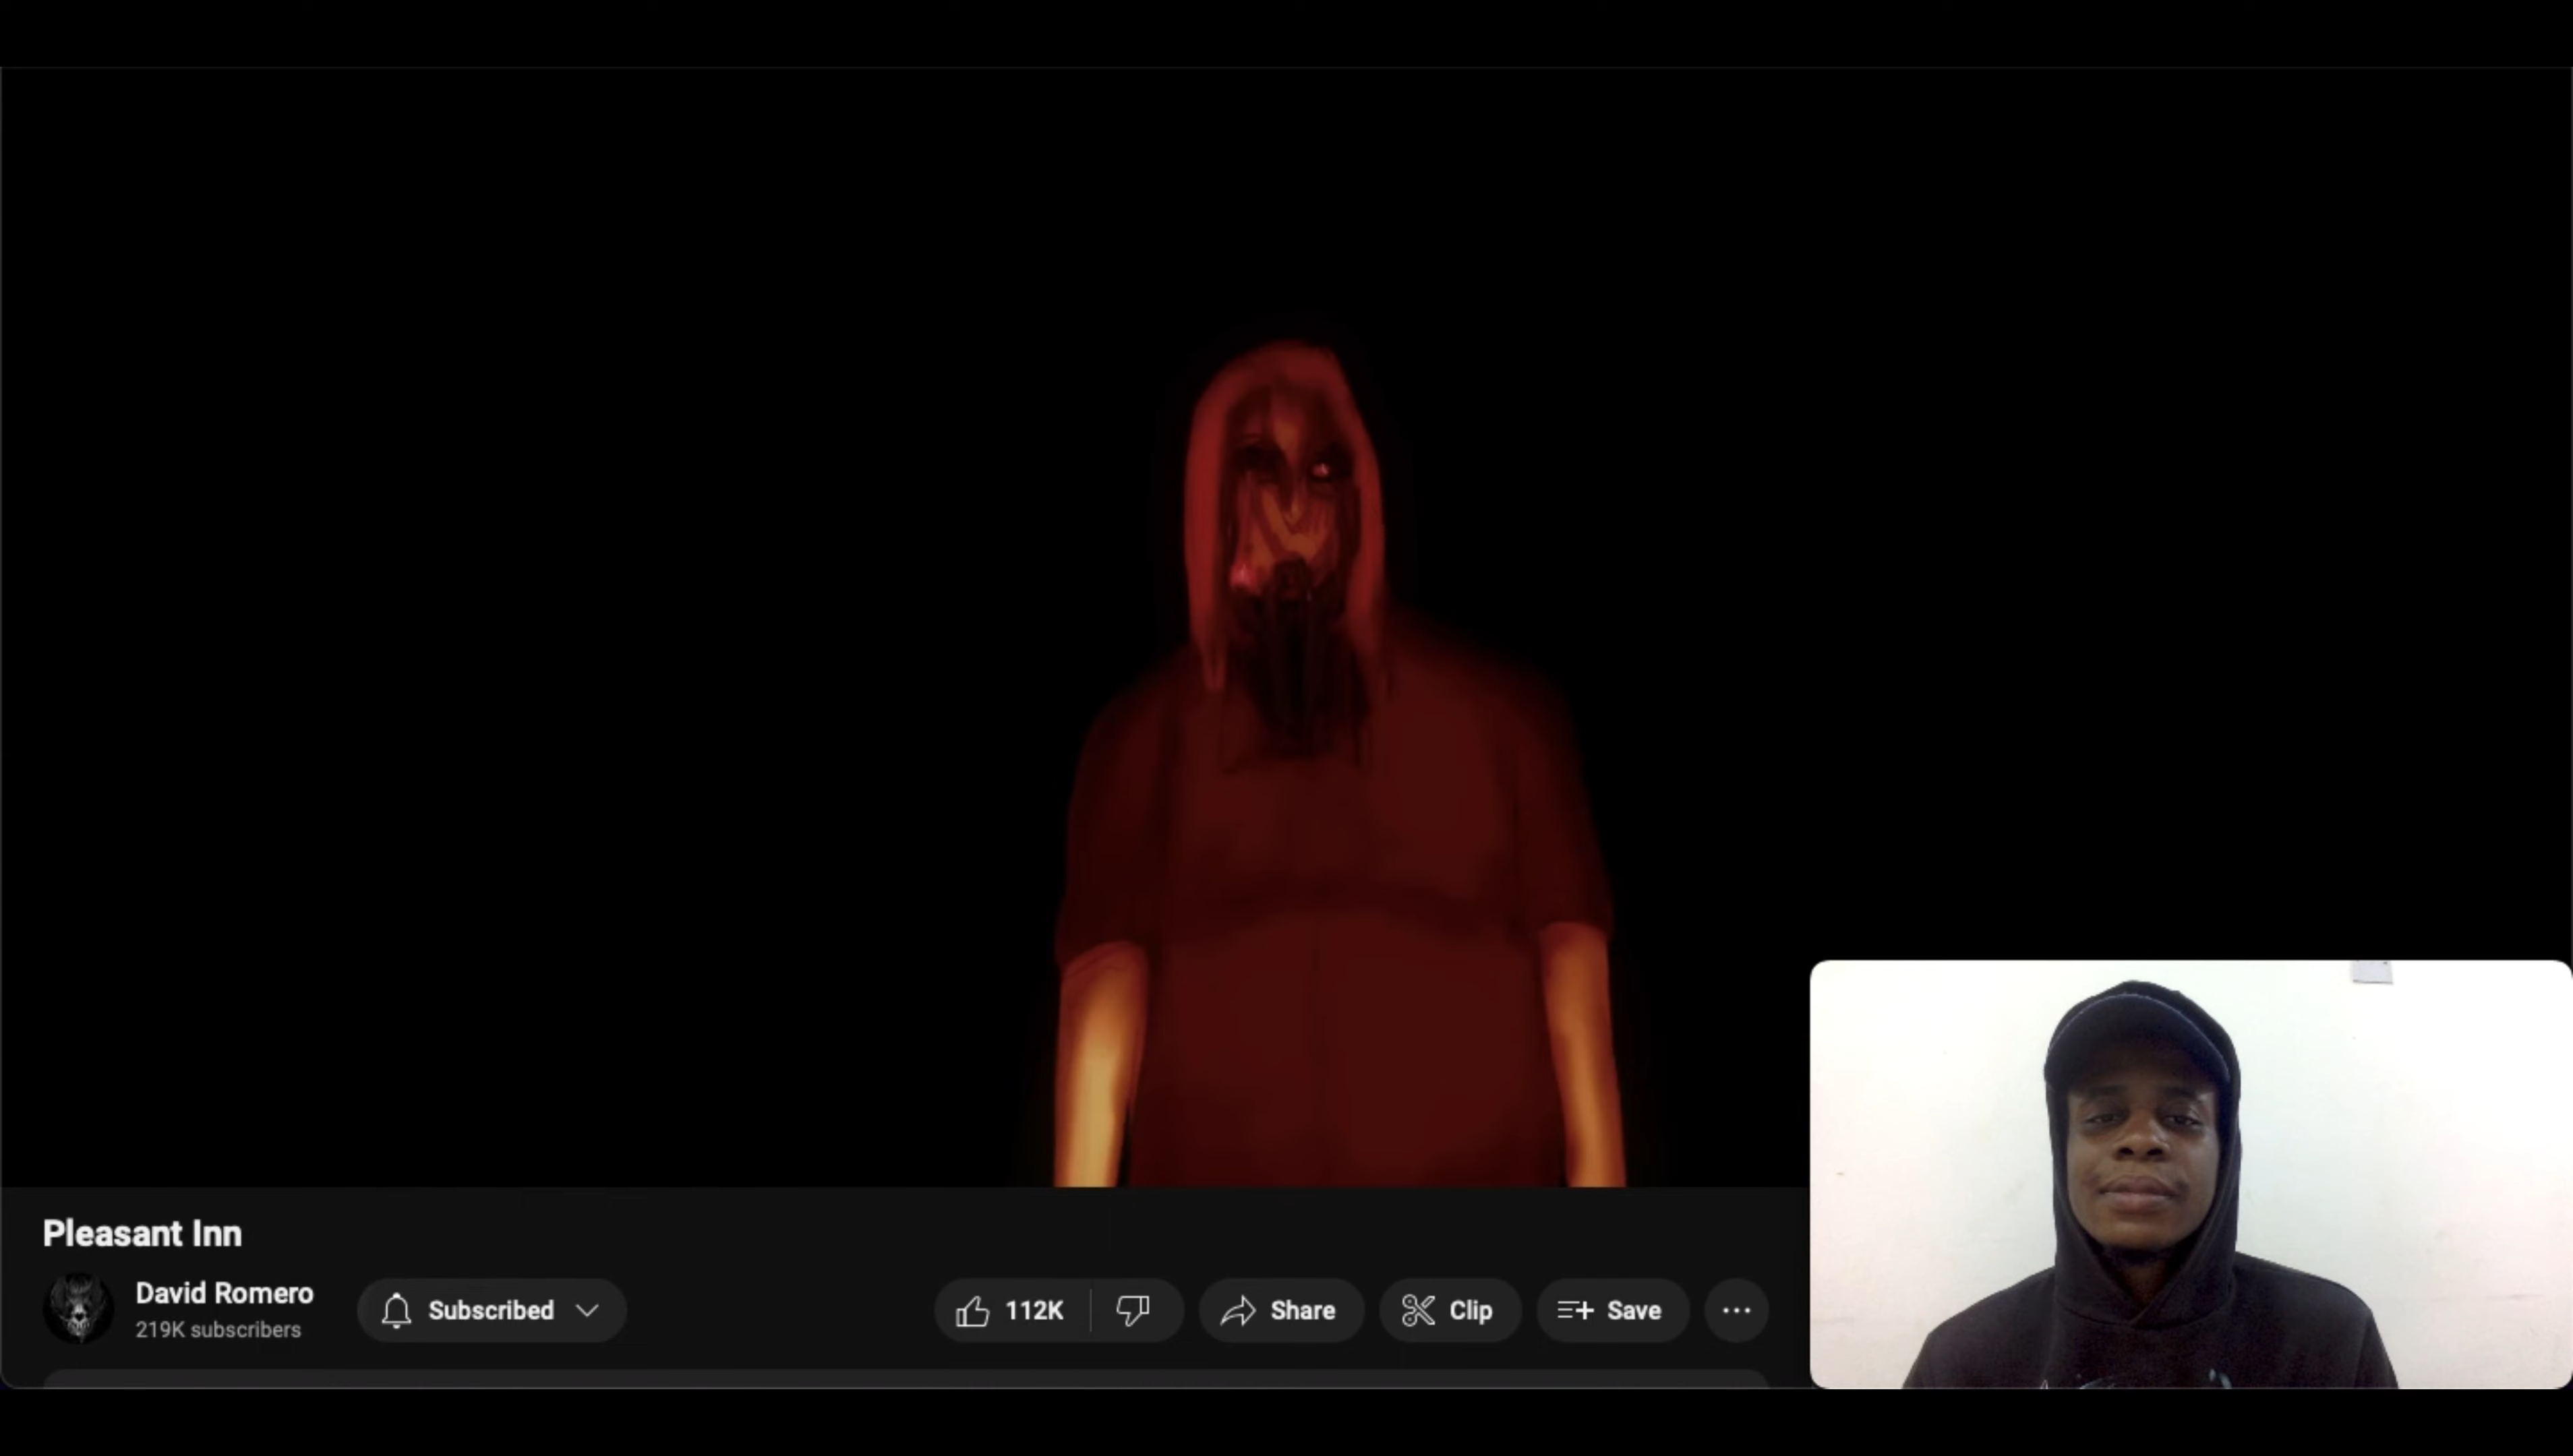 Pleasant Inn
David Romero
219K subscribers
Subscribed
112K
Share
Clip
Save